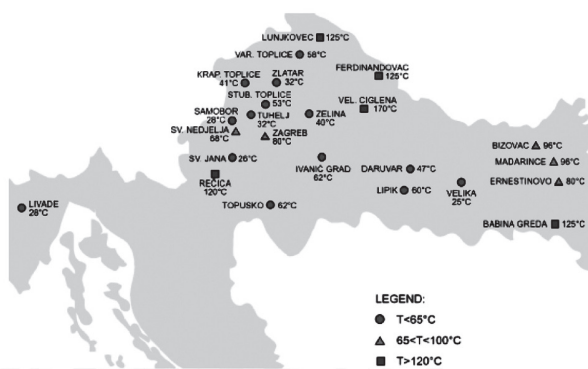 LUNJKOVEC 125°C
VAR. TOPLICE 58°C
FERDINANDOVAC
125°C
KRAP. TOPLICE
41°C
ZLATAR
32°C
STUB. TOPLICE
53°C
VEL. CIGLENA
170°C
SAMOBOR
28°C
TUHELJ
32°C
ZELINA
40°C
SV. NEDJELJA
68°C
ZAGREB
80°C
BIZOVAC 96°C
MADARINCE 96°C
SV. JANA 26°C
IVANIĆ GRAD
62°C
DARUVAR 47°C
ERNESTINOVO 80°C
REČICA
120°C
LIPIK 60°C
VELIKA
25°C
LIVADE
28°C
TOPUSKO 62°C
BABINA GREDA 125°C
LEGEND:
T<65°C
65<T<100°C
T>120°C